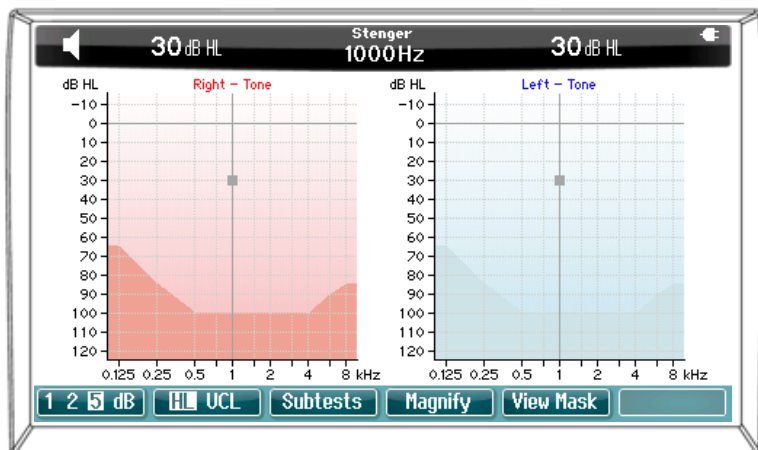 Stenger
30 dB HL 1000Hz 30 dB HL
dB HL Right - Tone dB HL Left - Tone
-10 -10
0 0
10 10
20 20
30 30
40 40
50 50
60 60
70 70
80 80
90 90
100 100
110 110
120 120
0.125 0.25 0.5 1 2 4 8 kHz 0.125 0.25 0.5 1 2 4 8 kHz
1 2 5 dB HL UCL Subtests Magnify View Mask